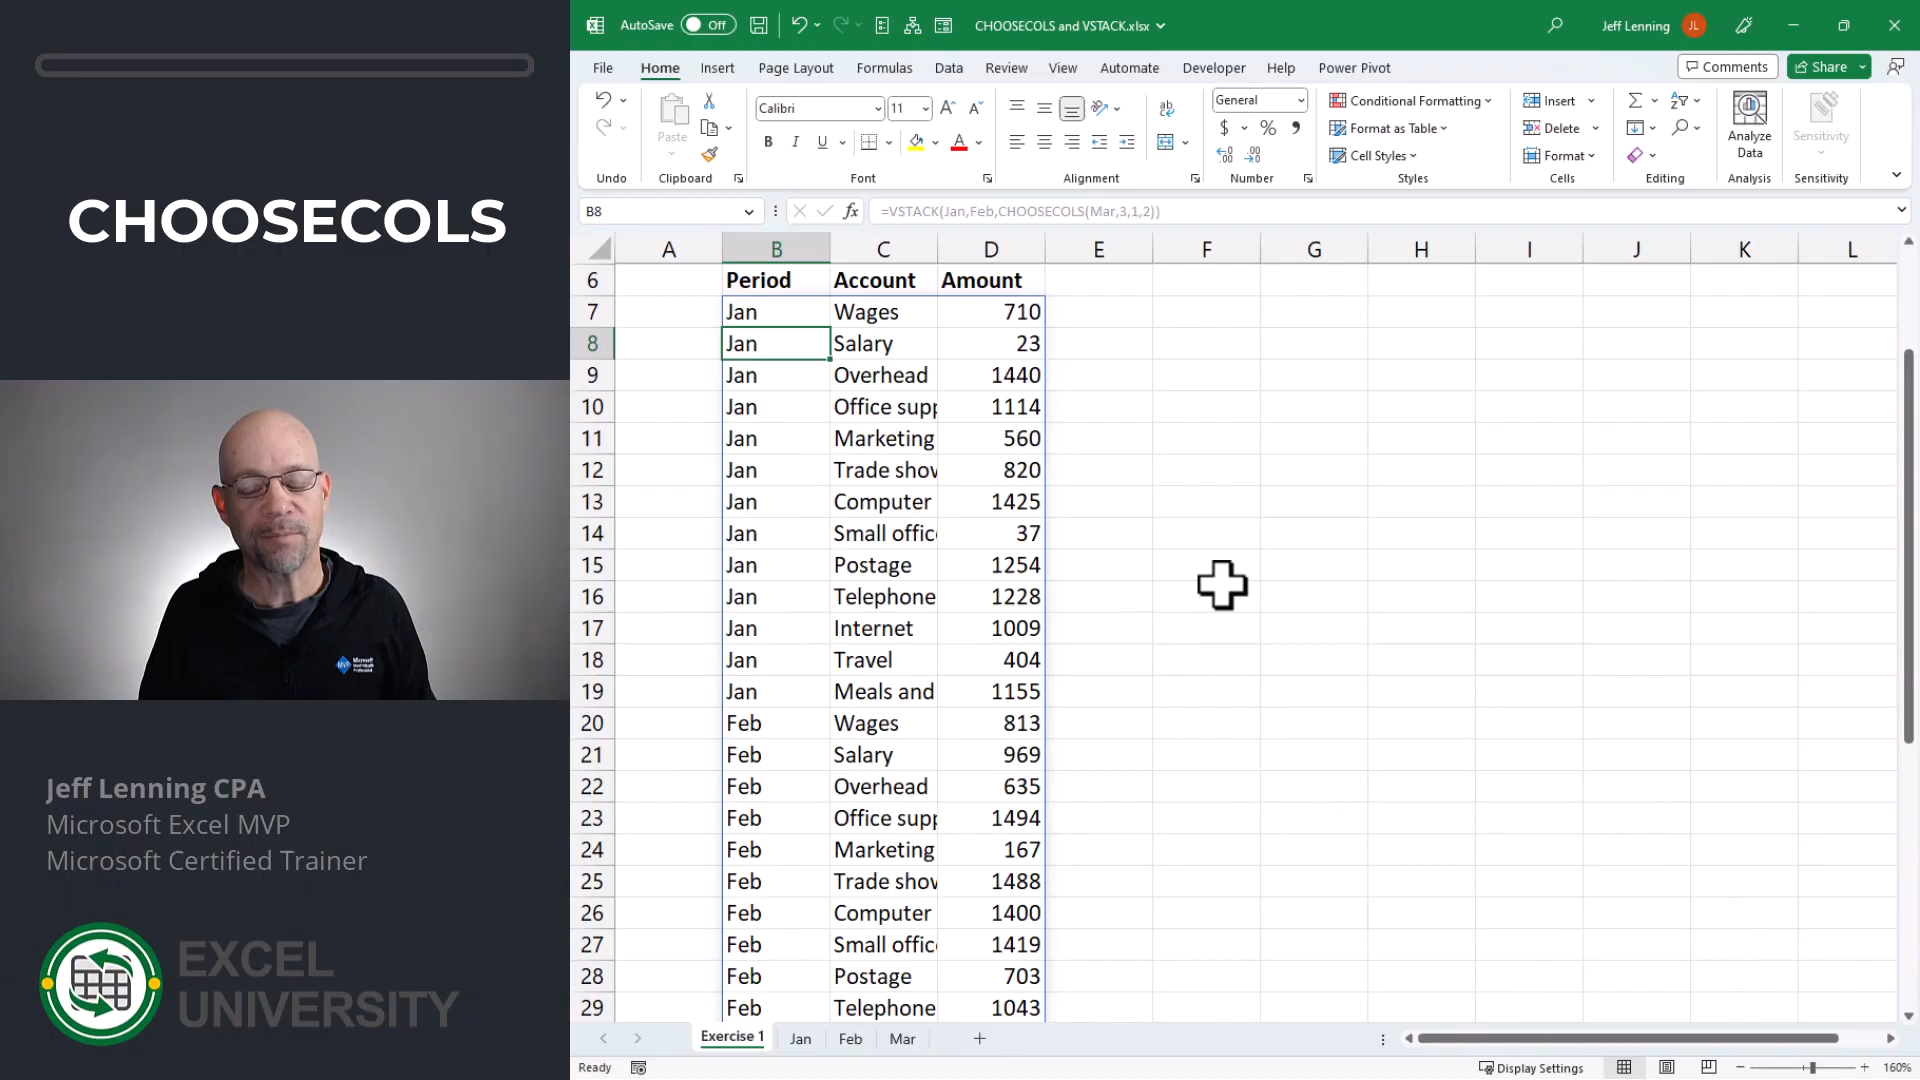 CHOOSECOLS
Jeff Lenning CPA
Microsoft Excel MVP
Microsoft Certified Trainer
EXCEL
UNIVERSITY
MVP
AutoSave Off
CHOOSECOLS and VSTACK.xlsx
Jeff Lenning JL
File Home Insert Page Layout Formulas Data Review View Automate Developer Help Power Pivot
Comments Share
Undo
Paste
Clipboard
Calibri 11
B I U
Font
Alignment
General
$ % 9
Number
Conditional Formatting
Format as Table
Cell Styles
Styles
Insert
Delete
Format
Cells
Editing
Analyze
Data
Analysis
Sensitivity
Sensitivity
B8 fx =VSTACK(Jan,Feb,CHOOSECOLS(Mar,3,1,2))
A B C D E F G H I J K L
6 Period Account Amount
7 Jan Wages 710
8 Jan Salary 23
9 Jan Overhead 1440
10 Jan Office supp 1114
11 Jan Marketing 560
12 Jan Trade show 820
13 Jan Computer 1425
14 Jan Small offic 37
15 Jan Postage 1254
16 Jan Telephone 1228
17 Jan Internet 1009
18 Jan Travel 404
19 Jan Meals and 1155
20 Feb Wages 813
21 Feb Salary 969
22 Feb Overhead 635
23 Feb Office supp 1494
24 Feb Marketing 167
25 Feb Trade show 1488
26 Feb Computer 1400
27 Feb Small offic 1419
28 Feb Postage 703
29 Feb Telephone 1043
Exercise 1 Jan Feb Mar
Ready
Display Settings
160%